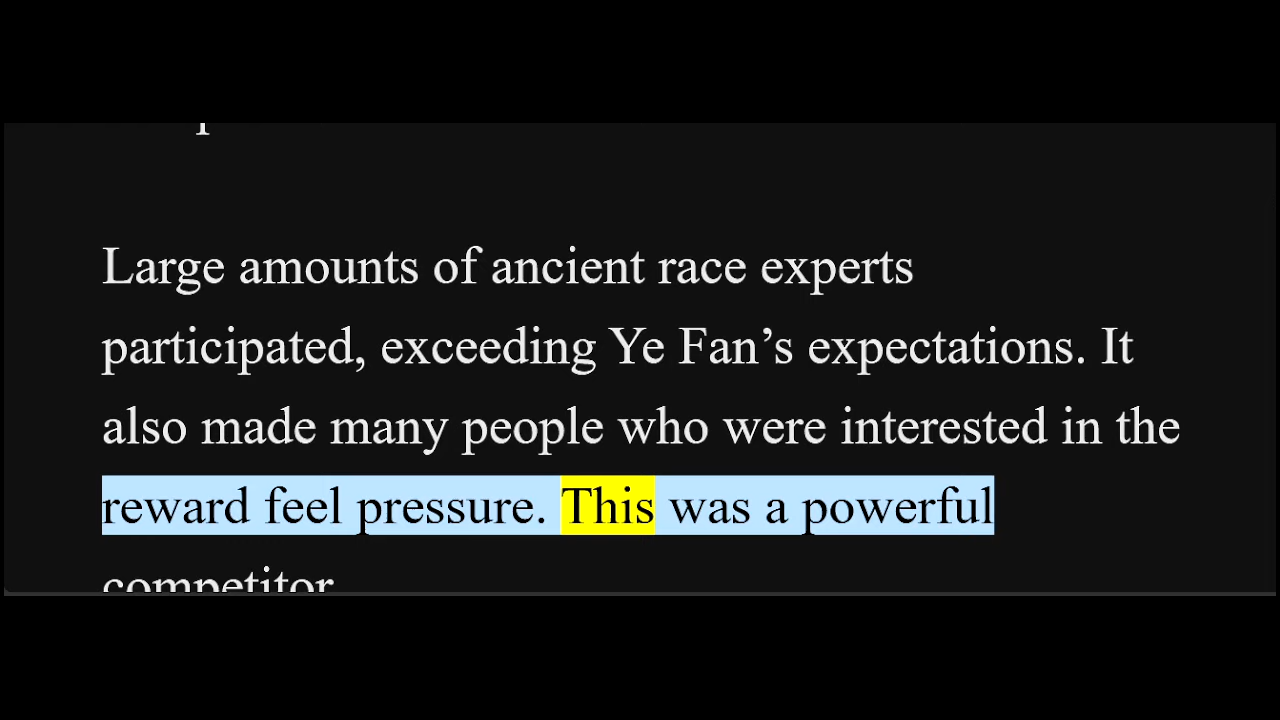 Large amounts of ancient race experts
participated, exceeding Ye Fan’s expectations. It
also made many people who were interested in the
reward feel pressure. This was a powerful
competitor